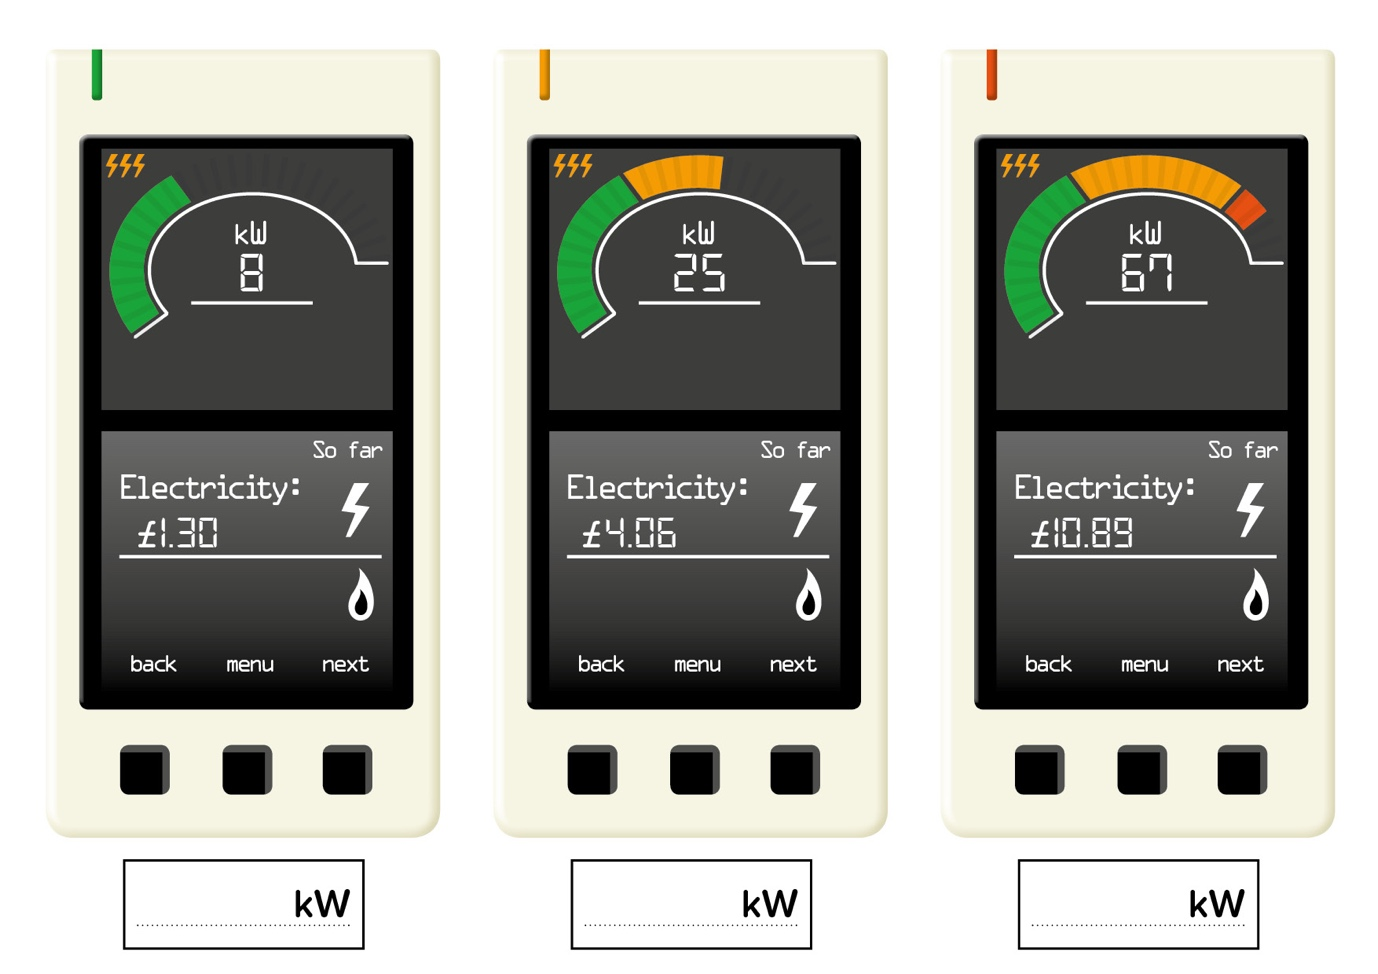 kW
8
So far
Electricity:
£1.30
back menu next
kW
kW
25
So far
Electricity:
£4.06
back menu next
kW
kW
67
So far
Electricity:
£10.89
back menu next
kW